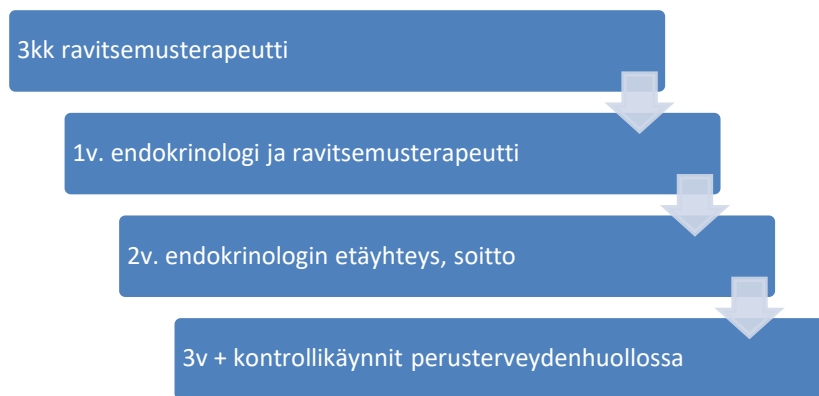 3kk ravitsemusterapeutti
1v. endokrinologi ja ravitsemusterapeutti
2v. endokrinologin etäyhteys, soitto
3v + kontrollikäynnit perusterveydenhuollossa